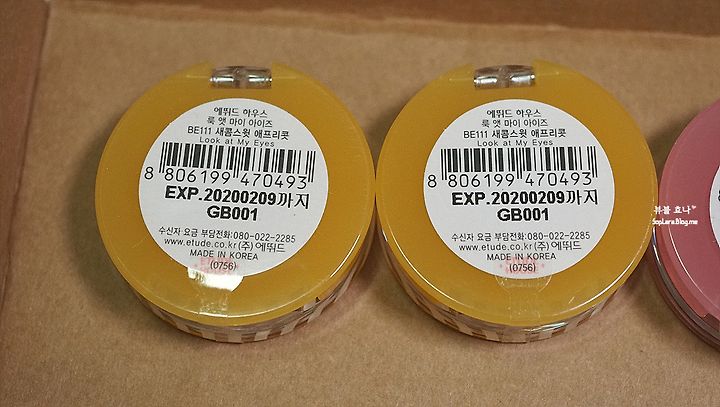 에뛰드 하우스
룩 앳 마이 아이즈
BE111 새콤스윗 애프리콧
Look at My Eyes
8 806199 470493
EXP.20200209까지
GB001
수신자 요금 부담전화:080-022-2285
www.etude.co.kr (주)에뛰드
MADE IN KOREA
(0756)
에뛰드 하우스
룩 앳 마이 아이즈
BE111 새콤스윗 애프리콧
Look at My Eyes
8 806199 470493
EXP.20200209까지
GB001
수신자 요금 부담전화:080-022-2285
www.etude.co.kr (주)에뛰드
MADE IN KOREA
(0756)
뷰블 효나
8